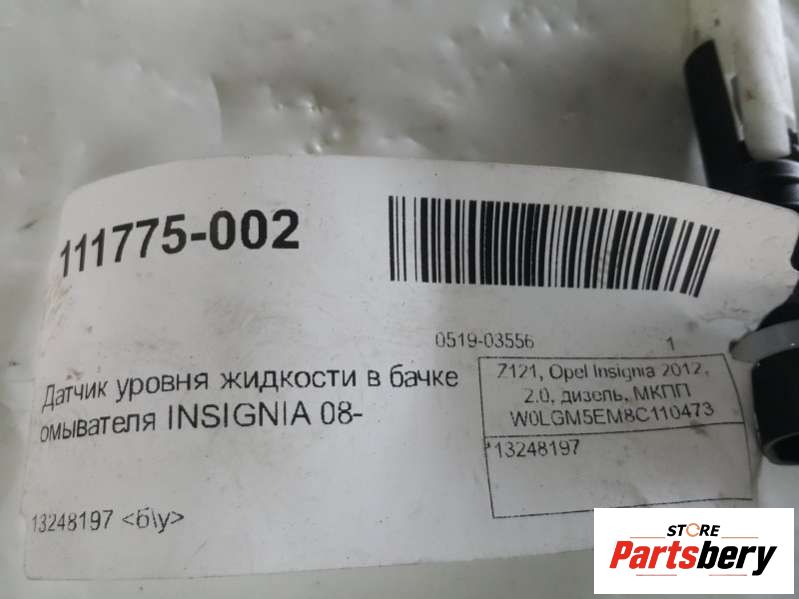 111775-002
0519-03556 1
Датчик уровня жидкости в бачке
омывателя INSIGNIA 08-
Z121, Opel Insignia 2012,
2.0, дизель, МКПП
W0LGM5EM8C110473
*13248197
13248197 <б\у>
STORE
Partsbery